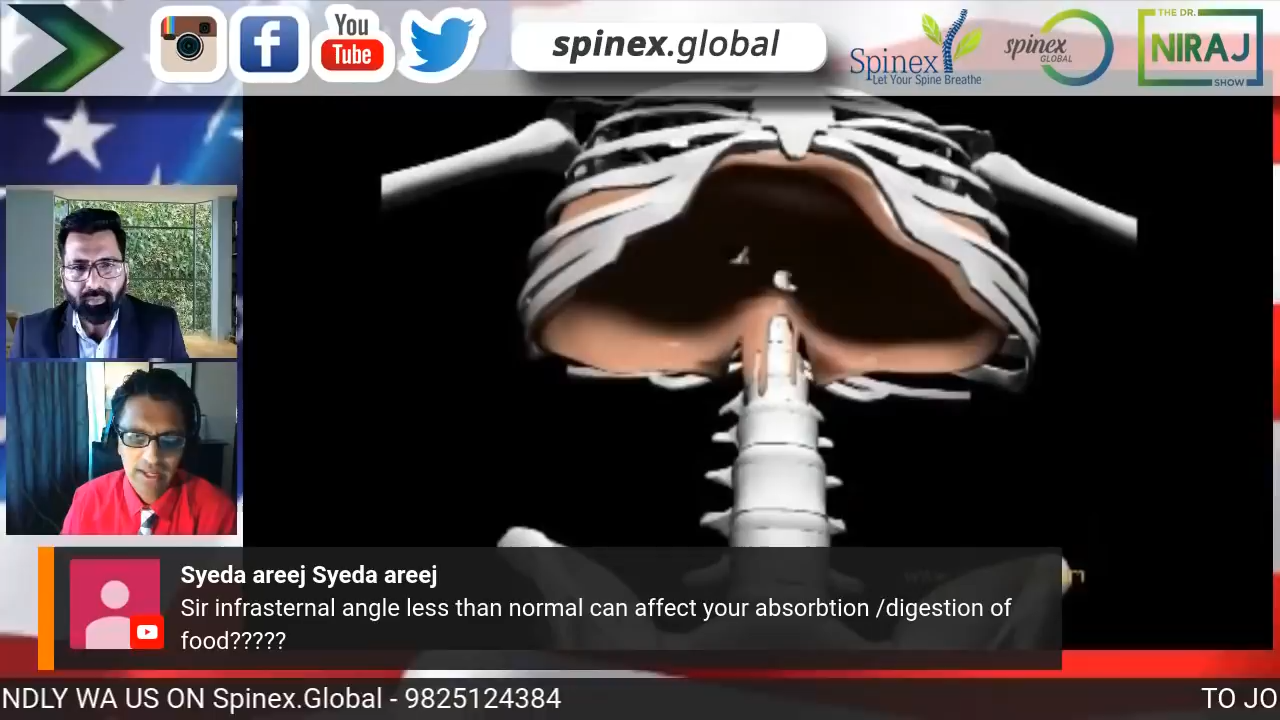 You
Tube
spinex.global
Spinex
Let Your Spine Breathe
spinex
GLOBAL
THE DR.
NIRAJ
SHOW
Syeda areej Syeda areej
Sir infrasternal angle less than normal can affect your absorbtion /digestion of
food?????
NDLY WA US ON Spinex.Global - 9825124384
TO JO